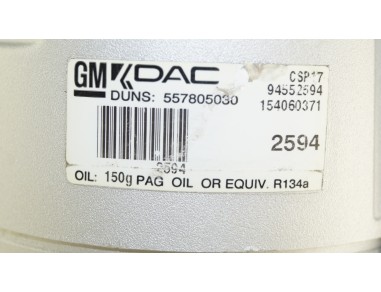 GM DAC
CSP17
DUNS: 557805030
94552594
154060371
2594
2594
OIL: 150g PAG OIL OR EQUIV. R134a